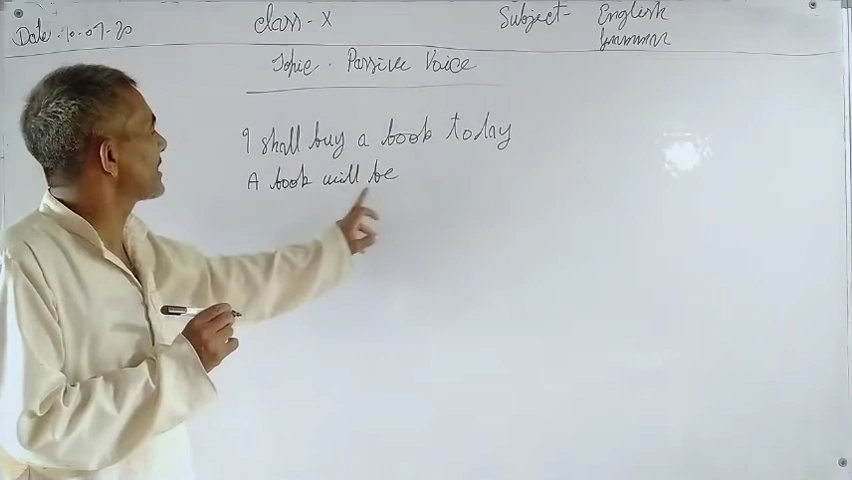 Date. 10-07-20
Class - X
Subject - English
Grammar
Topic. Passive Voice
I shall buy a book today
A book will be